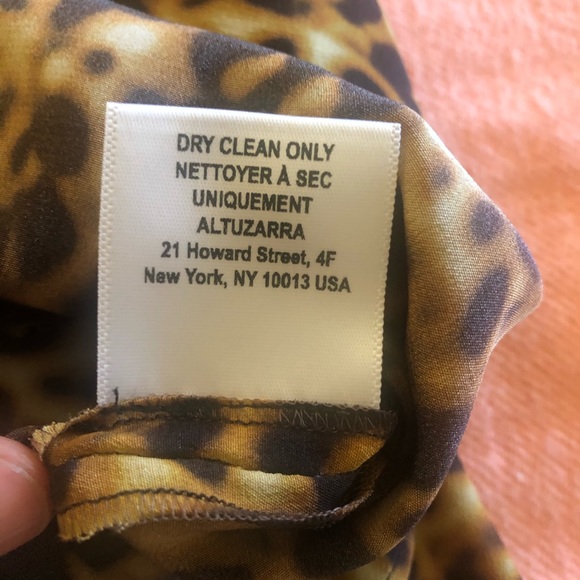 DRY CLEAN ONLY
NETTOYER À SEC
UNIQUEMENT
ALTUZARRA
21 Howard Street, 4F
New York, NY 10013 USA